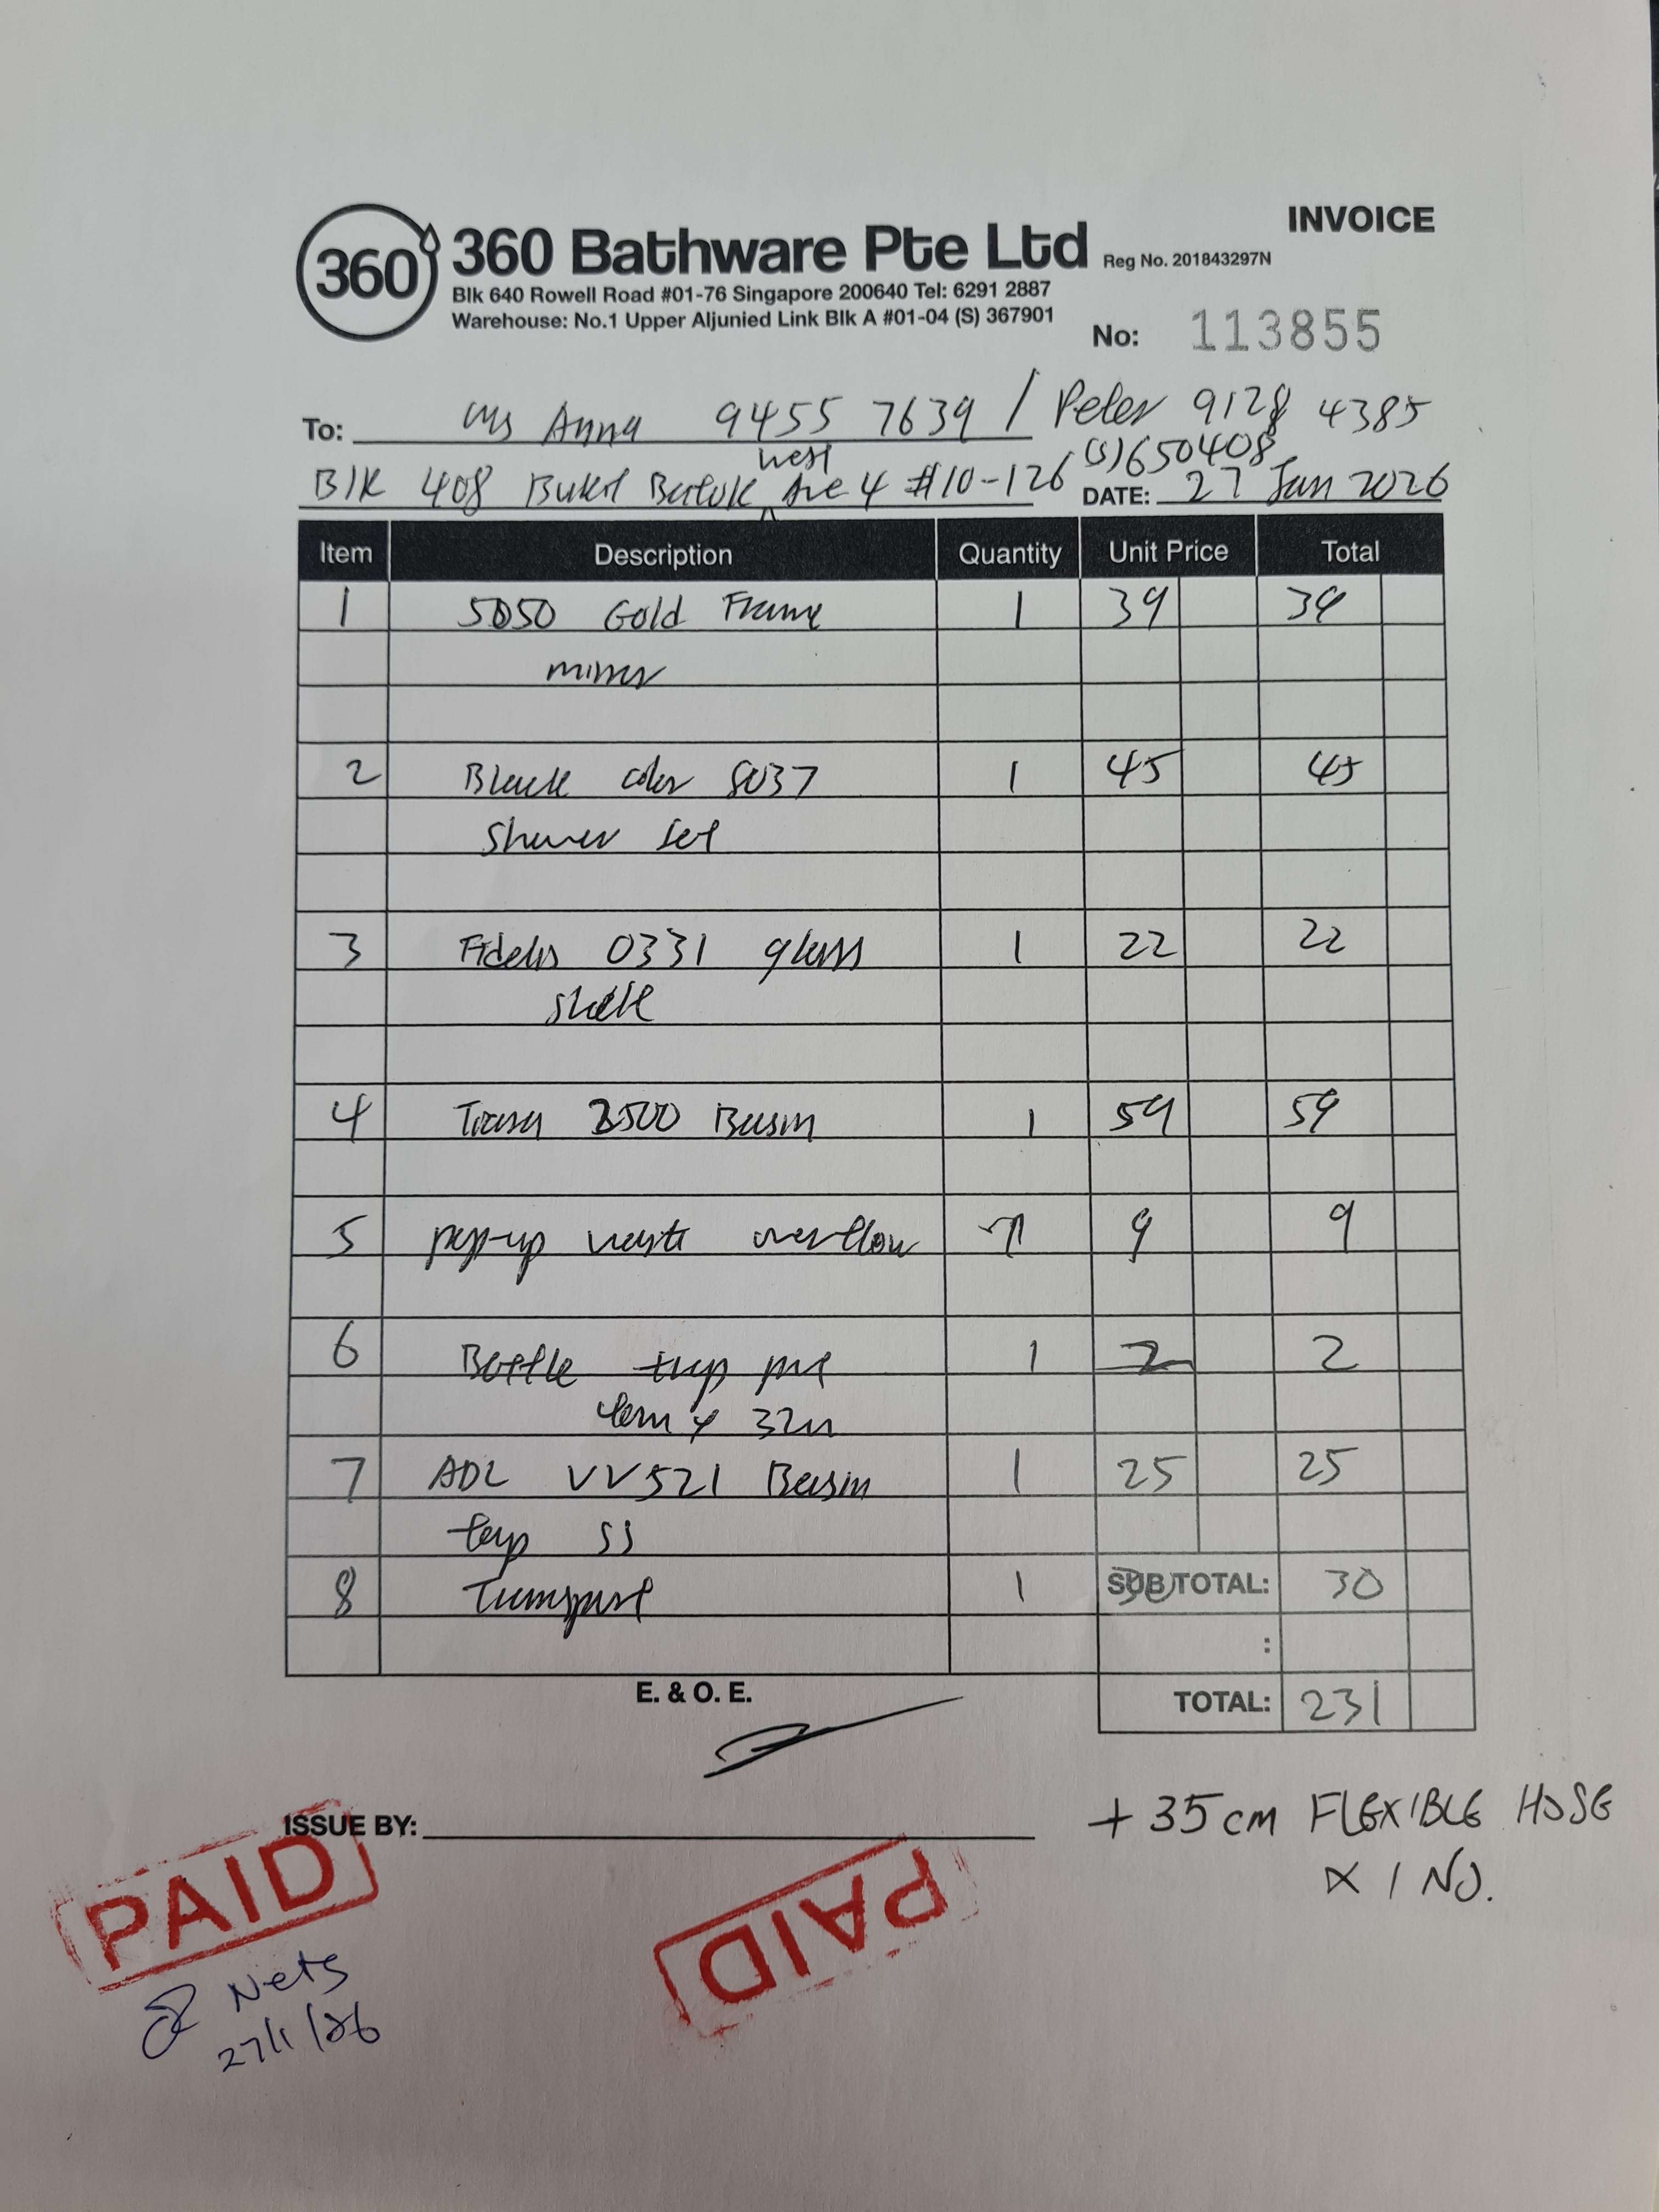 360
360 Bathware Pte Ltd
Reg No. 201843297N
INVOICE
Blk 640 Rowell Road #01-76 Singapore 200640 Tel: 6291 2887
Warehouse: No.1 Upper Aljunied Link Blk A #01-04 (S) 367901
No: 113855
To: Ms Anna 9455 7639 / Peter 9128 4385
(S)650408
Blk 408 Bukit Batok west Ave 4 #10-126 DATE: 27 Jan 2026
Item Description Quantity Unit Price Total
1 5050 Gold Frame 1 39 39
mirror
2 Black color 8037 1 45 45
Shower Set
3 Fidelis 0331 glass 1 22 22
shelf
4 2500 Basin 1 59 59
5 pop-up waste overflow 1 9 9
6 Bottle trap 1 2 2
32m
7 ADL VV521 Basin 1 25 25
tap SS
8 Transport 1 SUBTOTAL: 30
:
E. & O. E. TOTAL: 231
ISSUE BY:
+ 35cm FLEXIBLE HOSE
x 1 NO.
PAID
PAID
Nets
27/1/26